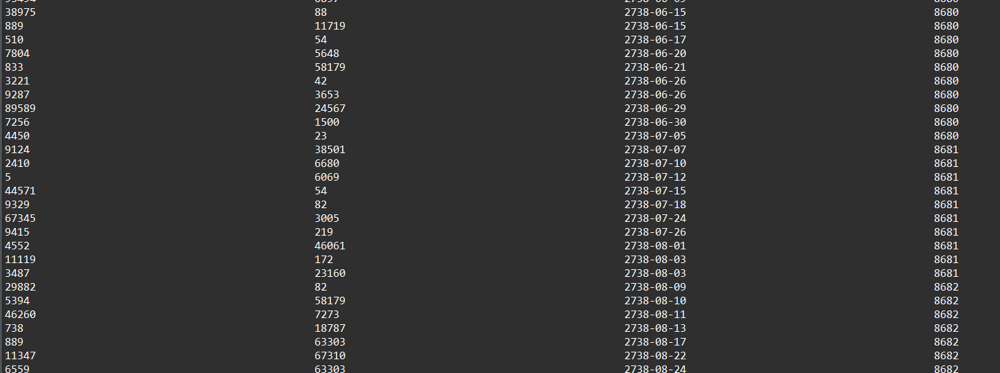 38975 88 2738-06-15 8680
889 11719 2738-06-15 8680
510 54 2738-06-17 8680
7804 5648 2738-06-20 8680
833 58179 2738-06-21 8680
3221 42 2738-06-26 8680
9287 3653 2738-06-26 8680
89589 24567 2738-06-29 8680
7256 1500 2738-06-30 8680
4450 23 2738-07-05 8680
9124 38501 2738-07-07 8681
2410 6680 2738-07-10 8681
5 6069 2738-07-12 8681
44571 54 2738-07-15 8681
9329 82 2738-07-18 8681
67345 3005 2738-07-24 8681
9415 219 2738-07-26 8681
4552 46061 2738-08-01 8681
11119 172 2738-08-03 8681
3487 23160 2738-08-03 8681
29882 82 2738-08-09 8682
5394 58179 2738-08-10 8682
46260 7273 2738-08-11 8682
738 18787 2738-08-13 8682
889 63303 2738-08-17 8682
11347 67310 2738-08-22 8682
6559 63303 2738-08-24 8682